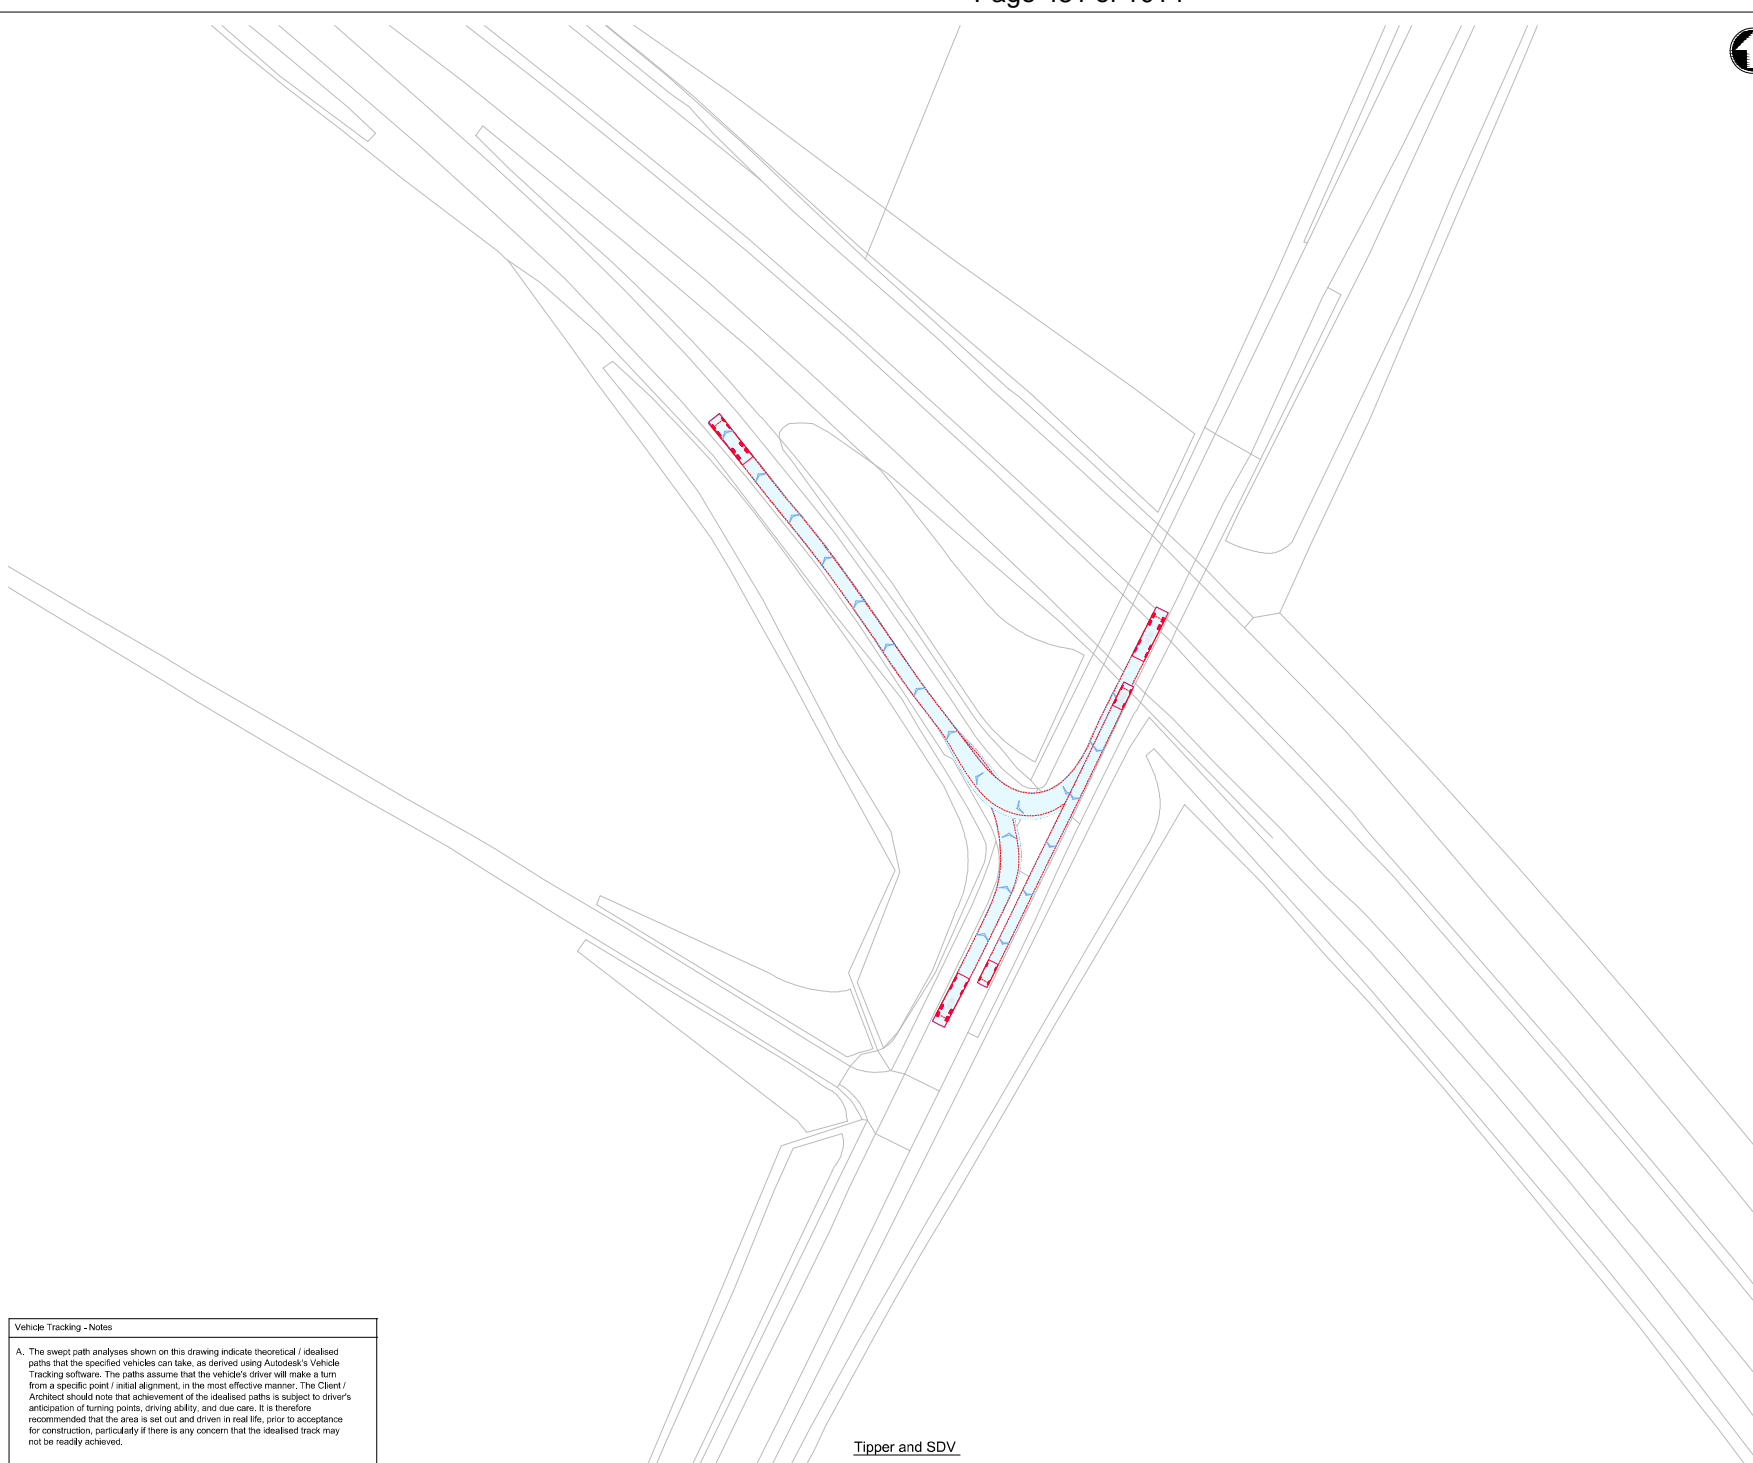 Vehicle Tracking - Notes
A. The swept path analyses shown on this drawing indicate theoretical / idealised
paths that the specified vehicles can take, as derived using Autodesk's Vehicle
Tracking software. The paths assume that the vehicle's driver will make a turn
from a specific point / initial alignment, in the most effective manner. The Client /
Architect should note that achievement of the idealised paths is subject to driver's
anticipation of turning points, driving ability, and due care. It is therefore
recommended that the area is set out and driven in real life, prior to acceptance
for construction, particularly if there is any concern that the idealised track may
not be readily achieved.
Tipper and SDV